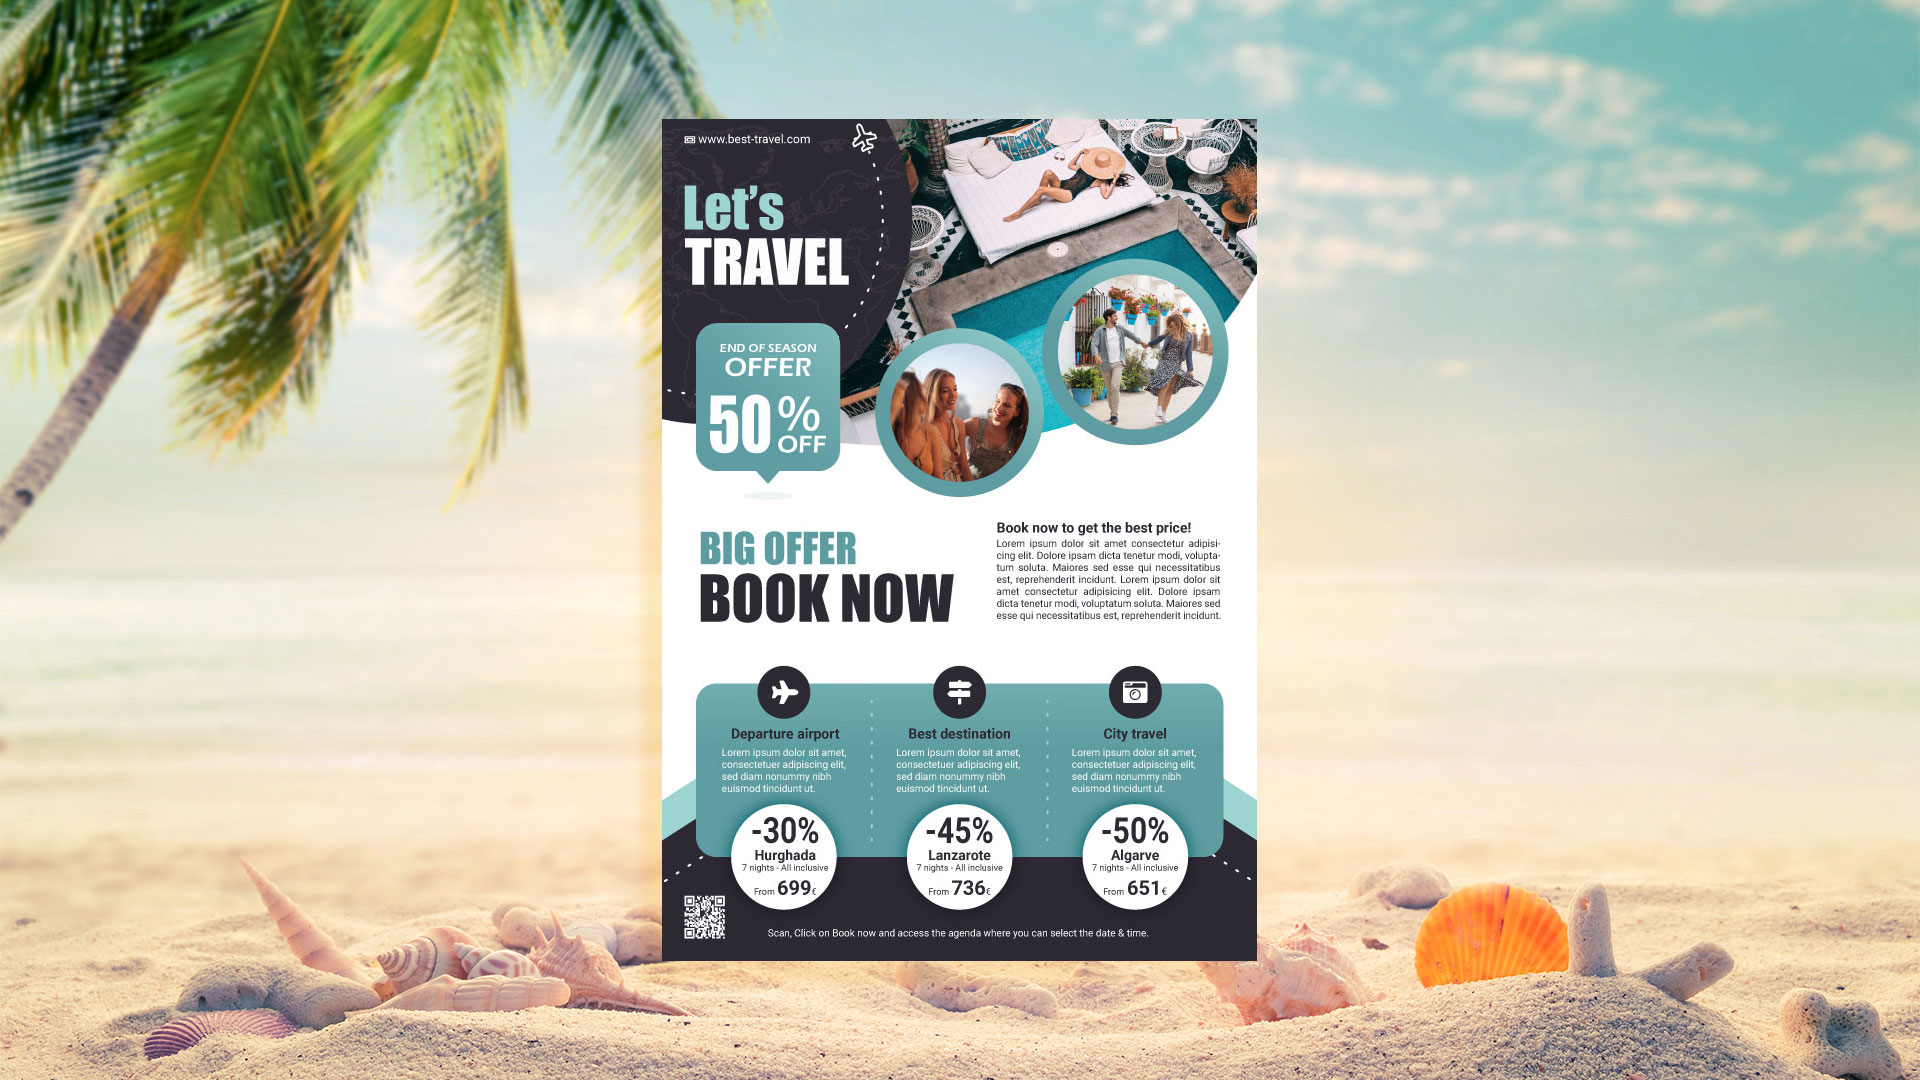 www.best-travel.com
Let's
TRAVEL
END OF SEASON
OFFER
50%
OFF
BIG OFFER
BOOK NOW
Book now to get the best price!
Lorem ipsum dolor sit amet consectetur adipisi-
cing elit. Dolore ipsam dicta tenetur modi, volupta-
tum soluta. Maiores sed esse qui necessitatibus
est, reprehenderit incidunt. Lorem ipsum dolor sit
amet consectetur adipisicing elit. Dolore ipsam
dicta tenetur modi, voluptatum soluta. Maiores sed
esse qui necessitatibus est, reprehenderit incidunt.
Departure airport
Lorem ipsum dolor sit amet,
consectetuer adipiscing elit,
sed diam nonummy nibh
euismod tincidunt ut.
-30%
Hurghada
7 nights - All inclusive
From 699€
Best destination
Lorem ipsum dolor sit amet,
consectetuer adipiscing elit,
sed diam nonummy nibh
euismod tincidunt ut.
-45%
Lanzarote
7 nights - All inclusive
From 736€
City travel
Lorem ipsum dolor sit amet,
consectetuer adipiscing elit,
sed diam nonummy nibh
euismod tincidunt ut.
-50%
Algarve
7 nights - All inclusive
From 651€
Scan, Click on Book now and access the agenda where you can select the date & time.